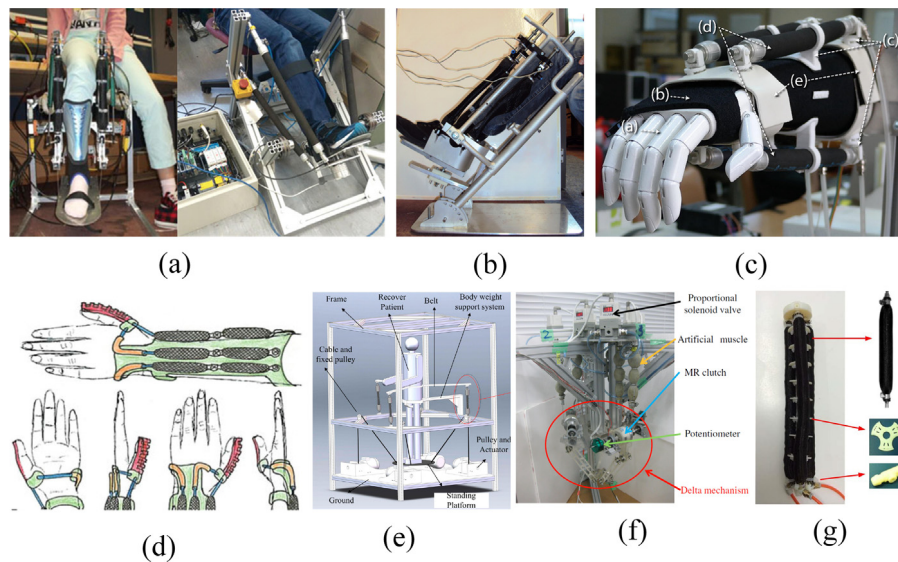 (d)
(c)
(e)
(b)
(a)
(a)
(b)
(c)
Frame
Recover
Patient
Belt
Body weight
support system
Cable and
fixed pulley
Pulley and
Actuator
Ground
Standing
Platform
Proportional
solenoid valve
Artificial muscle
MR clutch
Potentiometer
Delta mechanism
(d)
(e)
(f)
(g)